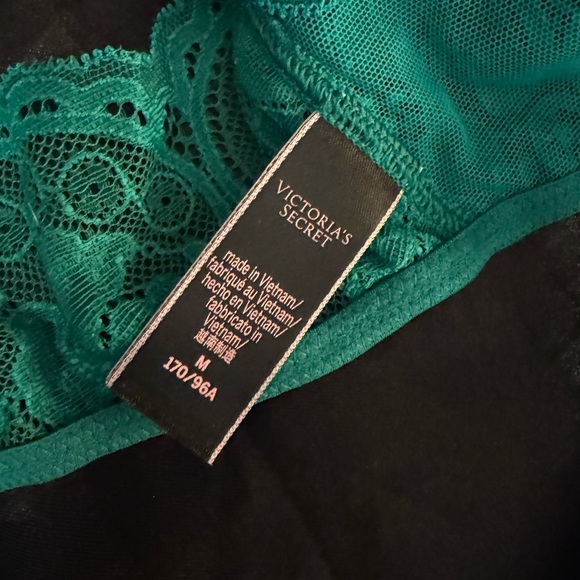 VICTORIA'S
SECRET
made in Vietnam/
fabriqué au Vietnam/
hecho en Vietnam/
fabbricato in
Vietnam/
越南制造
M
170/96A